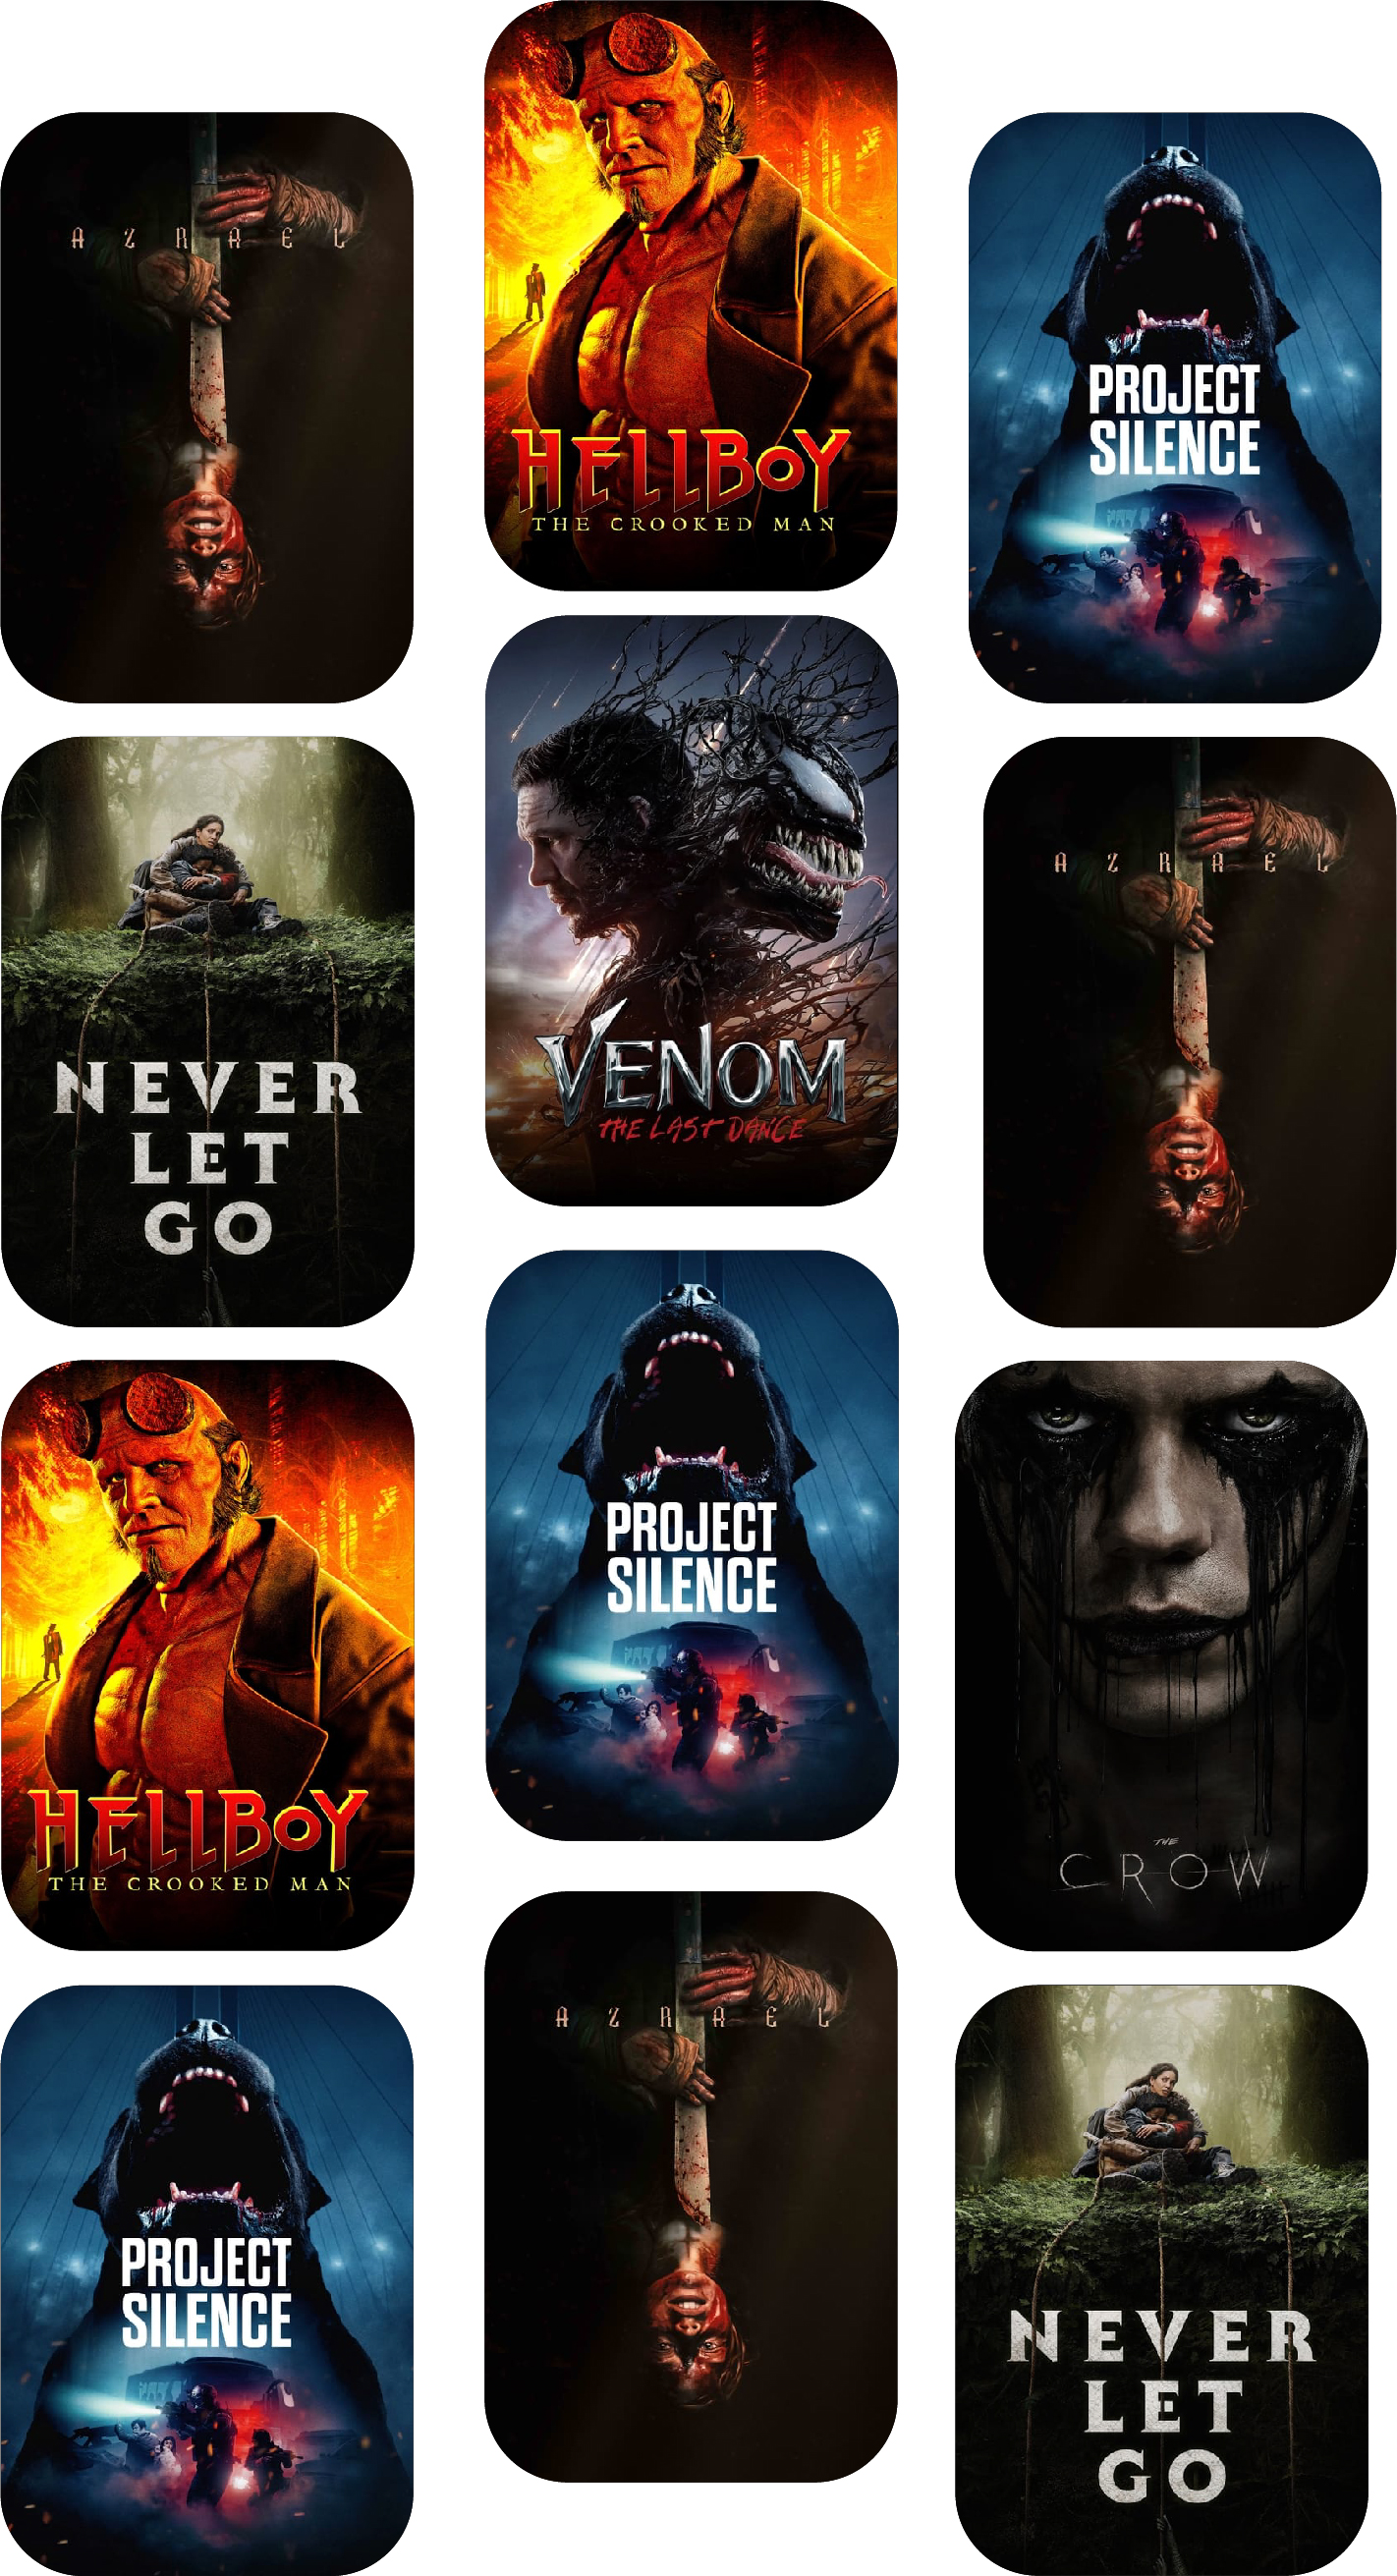 AZRAEL
NEVER
LET
GO
HELLBOY
THE CROOKED MAN
PROJECT
SILENCE
HELLBOY
THE CROOKED MAN
VENOM
THE LAST DANCE
PROJECT
SILENCE
AZRAEL
PROJECT
SILENCE
AZRAEL
THE
CROW
NEVER
LET
GO